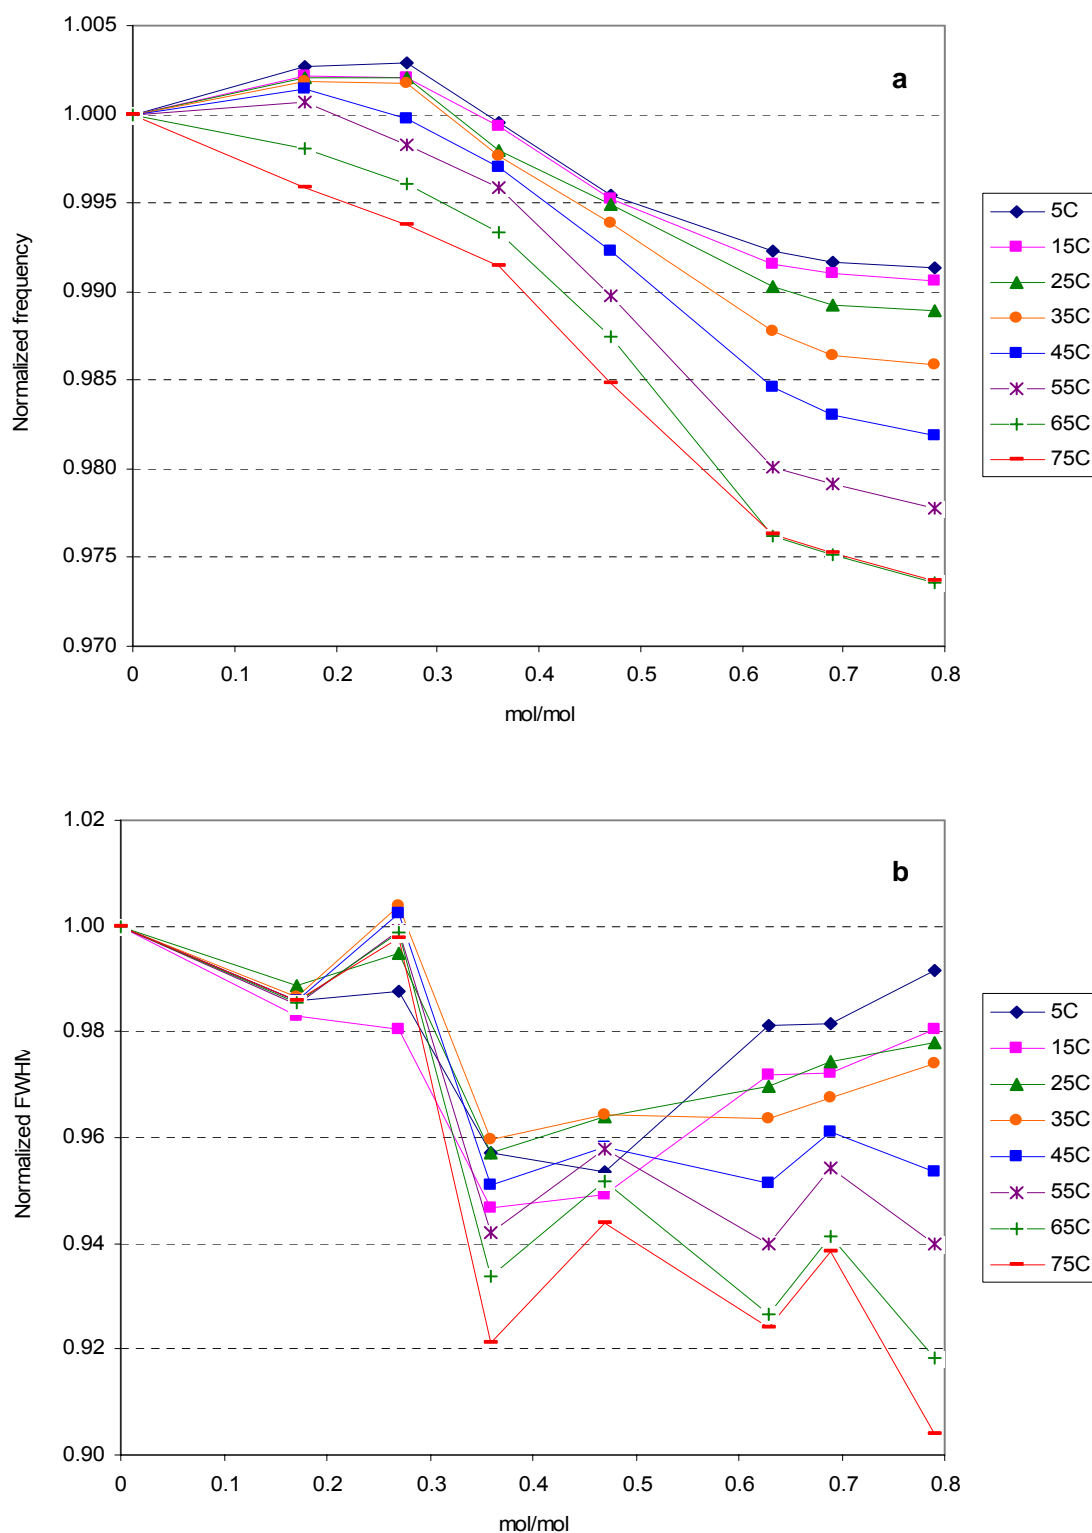 1.005
a
1.000
0.995
0.990
0.985
0.980
0.975
0.970
Normalized frequency
0 0.1 0.2 0.3 0.4 0.5 0.6 0.7 0.8
mol/mol
5C
15C
25C
35C
45C
55C
65C
75C
1.02
b
1.00
0.98
0.96
0.94
0.92
0.90
Normalized FWHM
0 0.1 0.2 0.3 0.4 0.5 0.6 0.7 0.8
mol/mol
5C
15C
25C
35C
45C
55C
65C
75C